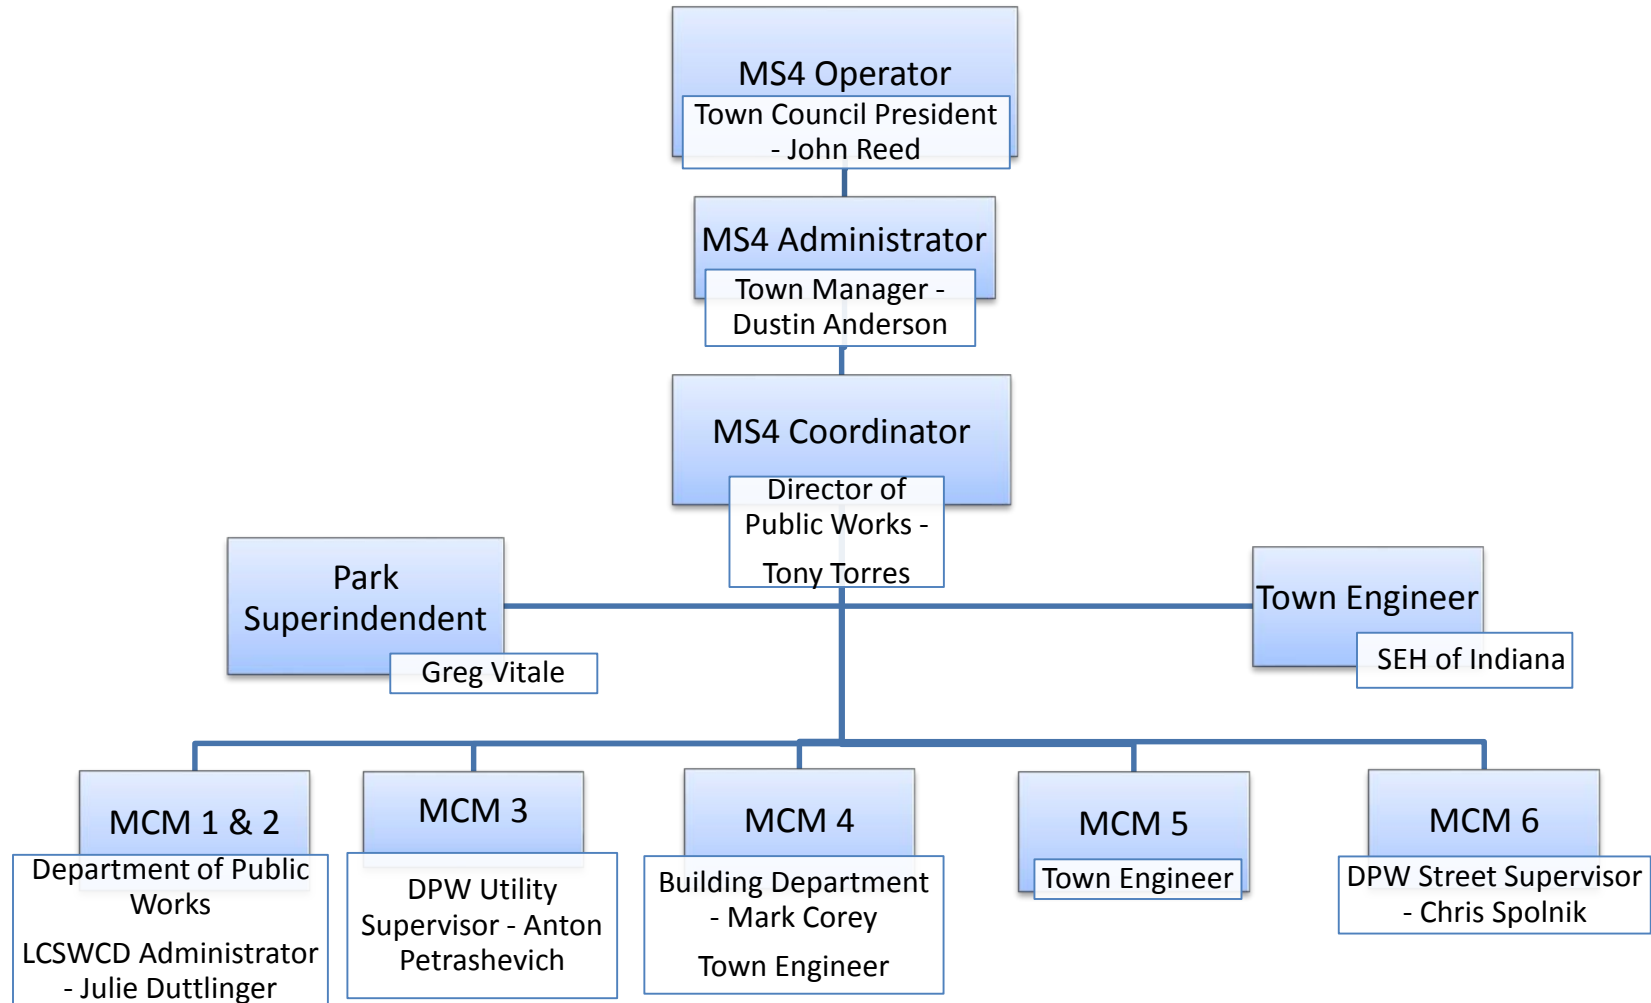 MS4 Operator
Town Council President
- John Reed
MS4 Administrator
Town Manager -
Dustin Anderson
MS4 Coordinator
Director of
Public Works -
Tony Torres
Park
Superindendent
Greg Vitale
Town Engineer
SEH of Indiana
MCM 1 & 2
Department of Public
Works
LCSWCD Administrator
- Julie Duttlinger
MCM 3
DPW Utility
Supervisor - Anton
Petrashevich
MCM 4
Building Department
- Mark Corey
Town Engineer
MCM 5
Town Engineer
MCM 6
DPW Street Supervisor
- Chris Spolnik